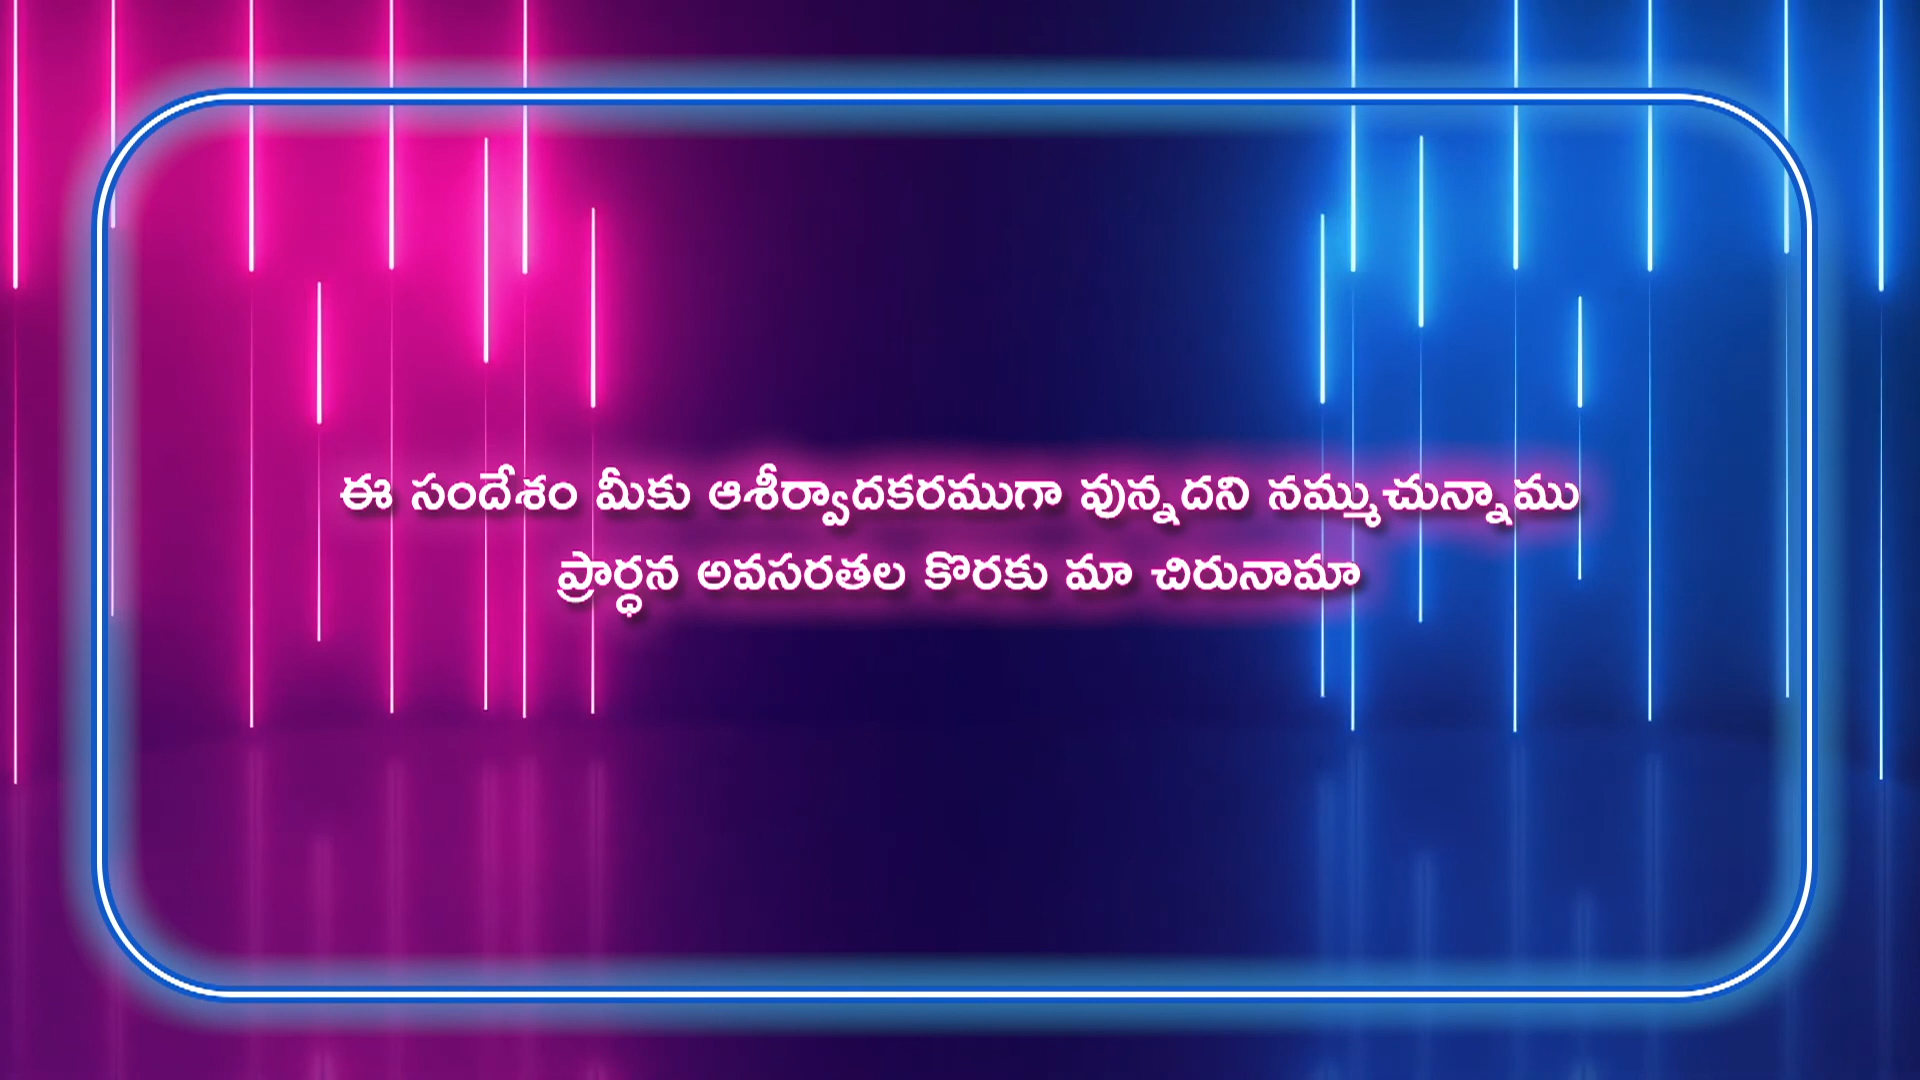 ఈ సందేశం మీకు ఆశీర్వాదకరముగా వున్నదని నమ్ముచున్నాము
ప్రార్ధన అవసరతల కొరకు మా చిరునామా